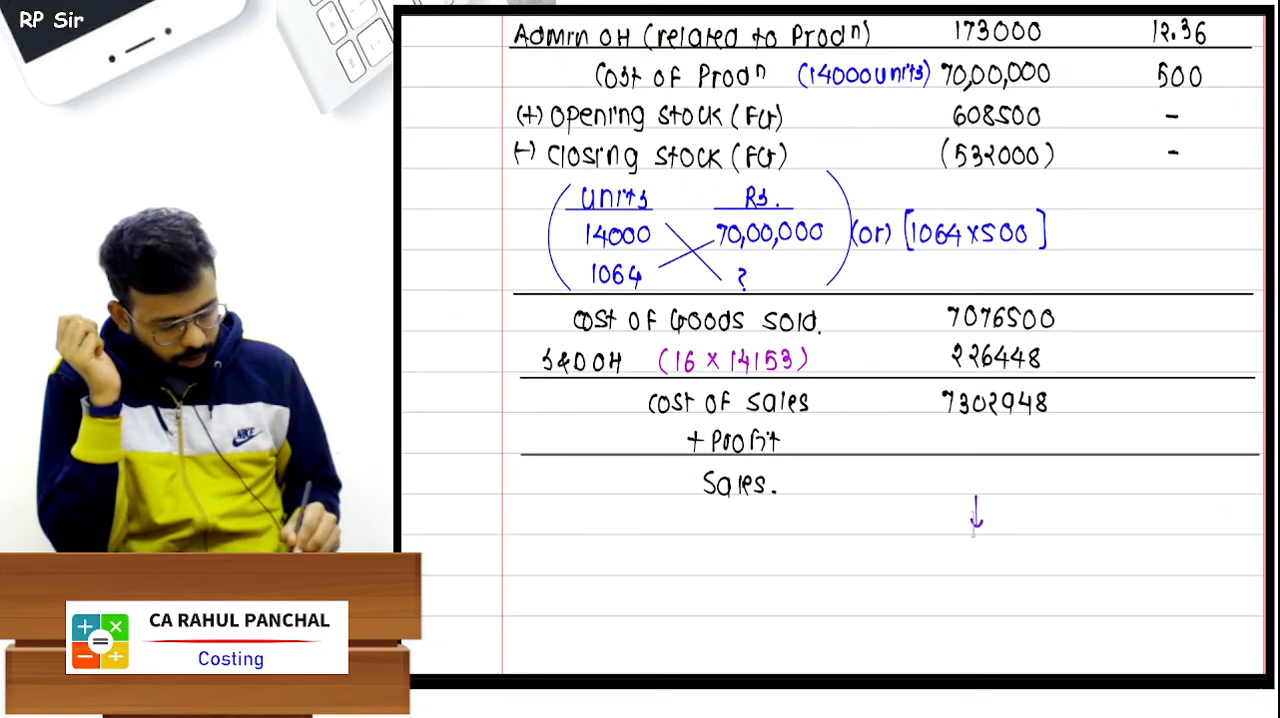 RP Sir
Admin OH (related to Prodⁿ) 173000 12.36
Cost of Prodⁿ (14000 units) 70,00,000 500
(+) Opening stock (FG) 608500 -
(-) Closing stock (FG) (532000) -
Units Rs.
14000 70,00,000 (or) [1064 x 500]
1064 ?
Cost of Goods Sold. 7076500
S&D OH (16 x 14153) 226448
Cost of Sales 7302948
+ Profit
Sales.
NIKE
CA RAHUL PANCHAL
Costing